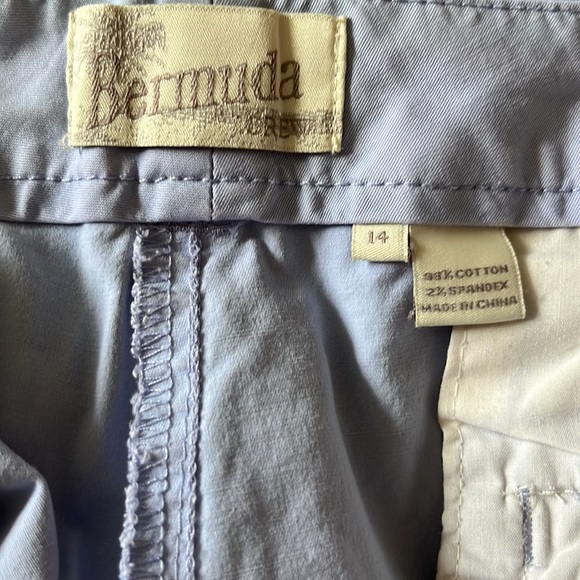 Bermuda
CREW
14
98% COTTON
2% SPANDEX
MADE IN CHINA